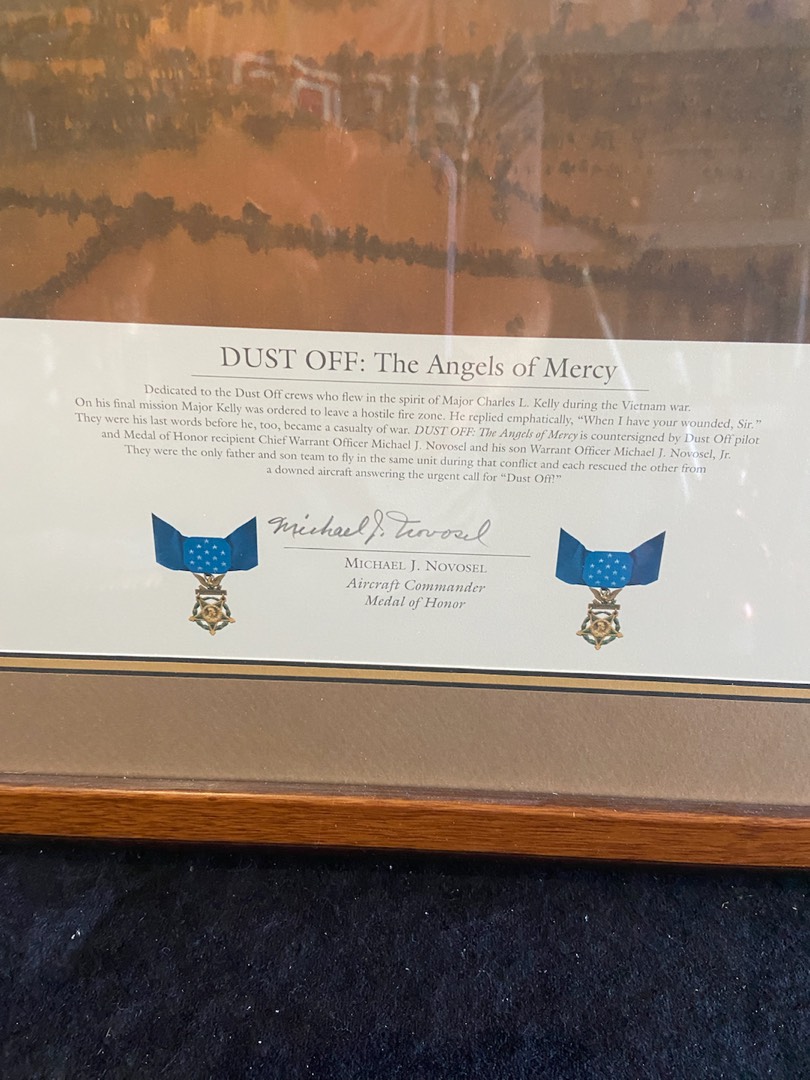 DUST OFF: The Angels of Mercy
Dedicated to the Dust Off crews who flew in the spirit of Major Charles L. Kelly during the Vietnam war.
On his final mission Major Kelly was ordered to leave a hostile fire zone. He replied emphatically, “When I have your wounded, Sir.”
They were his last words before he, too, became a casualty of war. DUST OFF: The Angels of Mercy is countersigned by Dust Off pilot
and Medal of Honor recipient Chief Warrant Officer Michael J. Novosel and his son Warrant Officer Michael J. Novosel, Jr.
They were the only father and son team to fly in the same unit during that conflict and each rescued the other from
a downed aircraft answering the urgent call for “Dust Off!”
Michael J. Novosel
MICHAEL J. NOVOSEL
Aircraft Commander
Medal of Honor